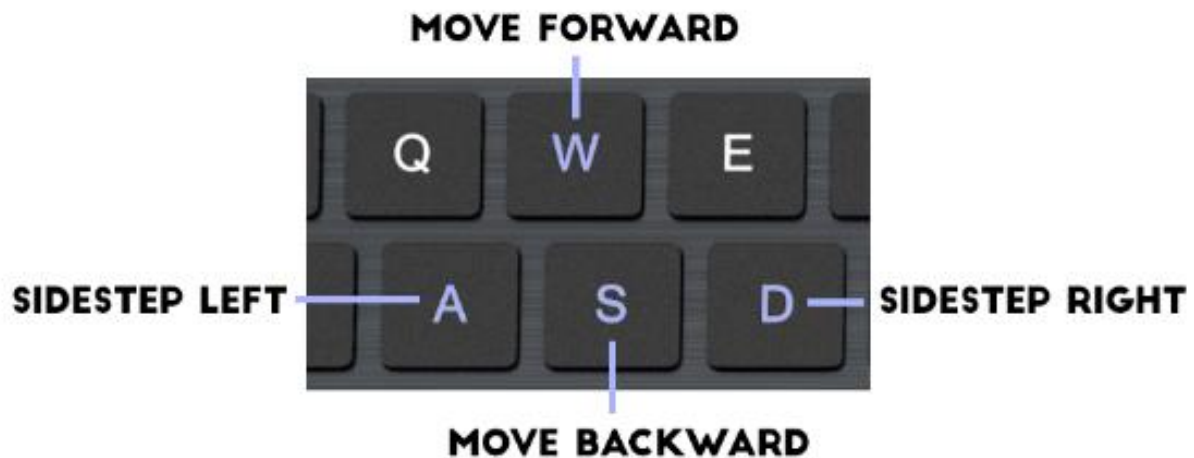 MOVE FORWARD
Q W E
SIDESTEP LEFT A S D SIDESTEP RIGHT
MOVE BACKWARD